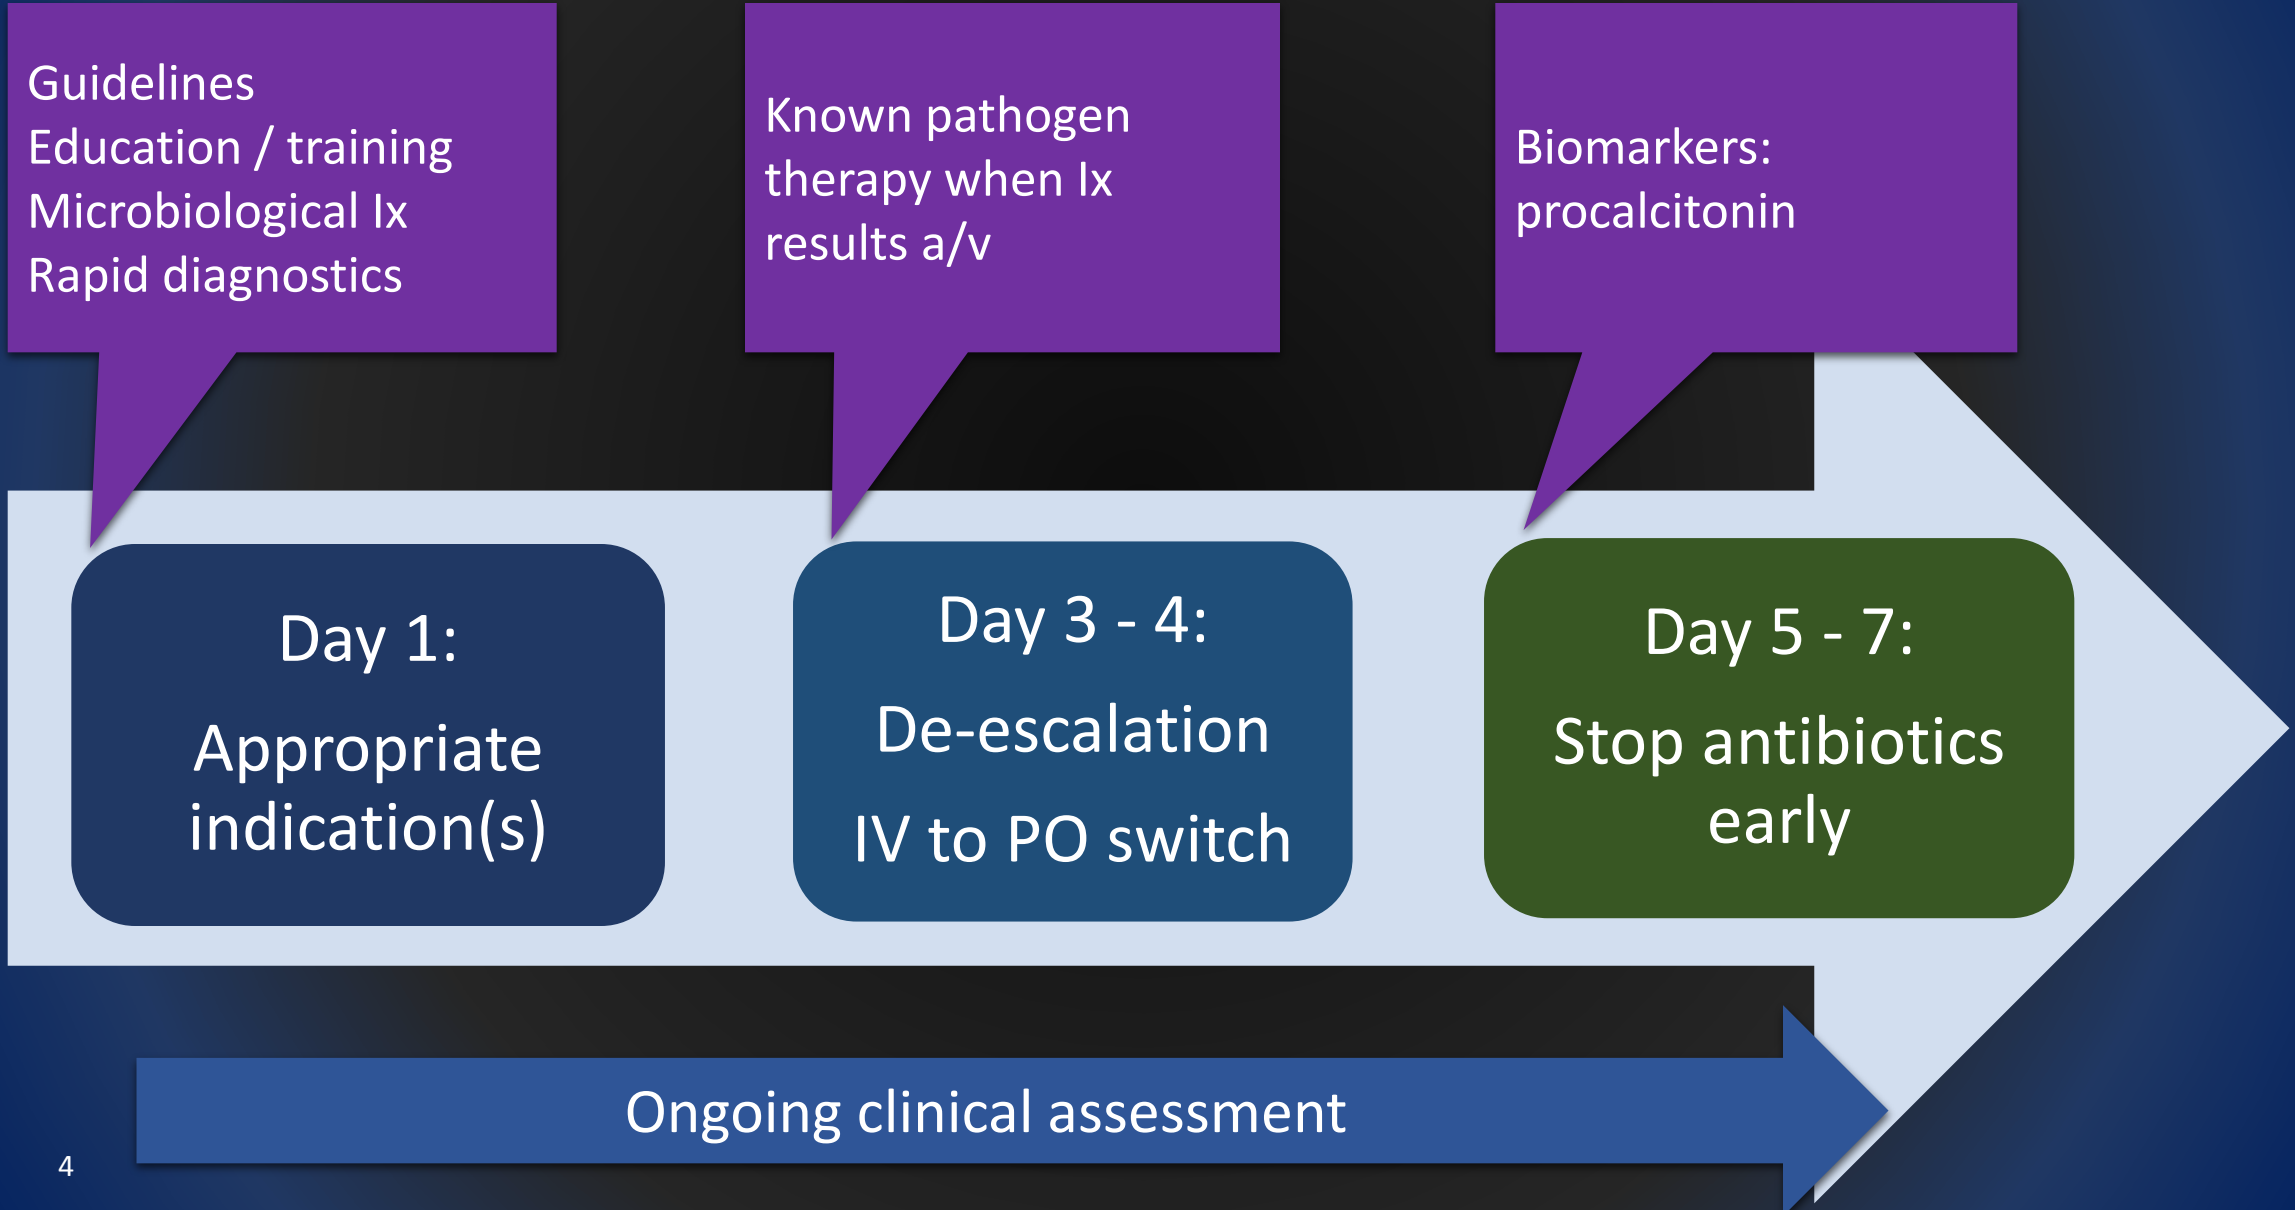 Guidelines
Education / training
Microbiological Ix
Rapid diagnostics
Known pathogen
therapy when Ix
results a/v
Biomarkers:
procalcitonin
Day 1:
Appropriate
indication(s)
Day 3 - 4:
De-escalation
IV to PO switch
Day 5 - 7:
Stop antibiotics
early
Ongoing clinical assessment
4